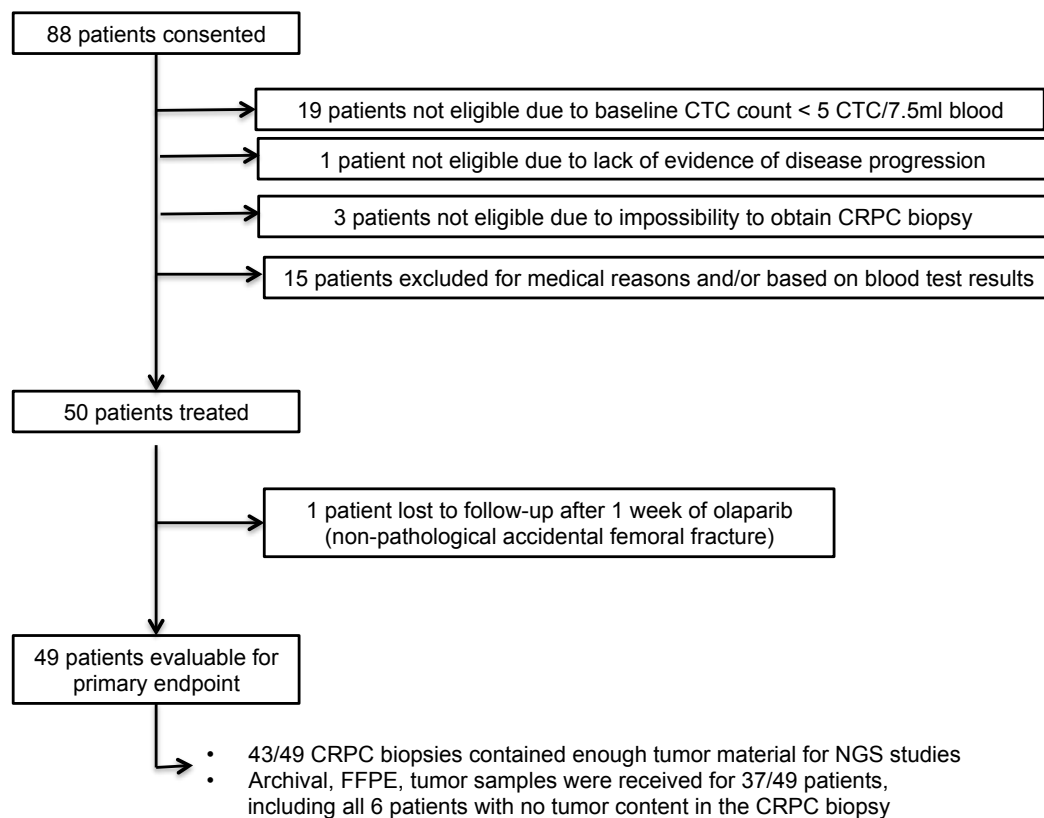 88 patients consented
19 patients not eligible due to baseline CTC count < 5 CTC/7.5ml blood
1 patient not eligible due to lack of evidence of disease progression
3 patients not eligible due to impossibility to obtain CRPC biopsy
15 patients excluded for medical reasons and/or based on blood test results
50 patients treated
1 patient lost to follow-up after 1 week of olaparib
(non-pathological accidental femoral fracture)
49 patients evaluable for
primary endpoint
• 43/49 CRPC biopsies contained enough tumor material for NGS studies
• Archival, FFPE, tumor samples were received for 37/49 patients,
including all 6 patients with no tumor content in the CRPC biopsy